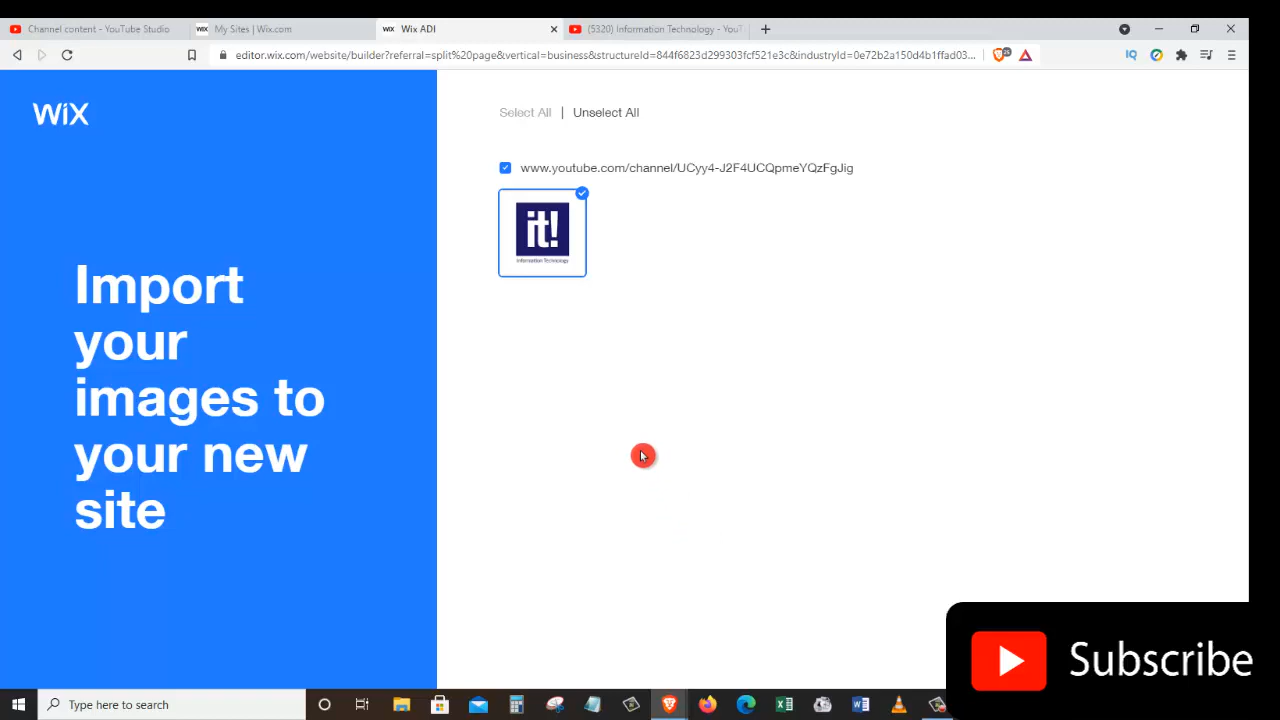 Channel content - YouTube Studio
WiX My Sites | Wix.com
WiX Wix ADI
(5320) Information Technology - YouT
editor.wix.com/website/builder?referral=split%20page&vertical=business&structureId=844f6823d299303fcf521e3c&industryId=0e72b2a150d4b1ffad03...
WiX
Select All | Unselect All
www.youtube.com/channel/UCyy4-J2F4UCQpmeYQzFgJig
it!
Information Technology
Import
your
images to
your new
site
Subscribe
Type here to search